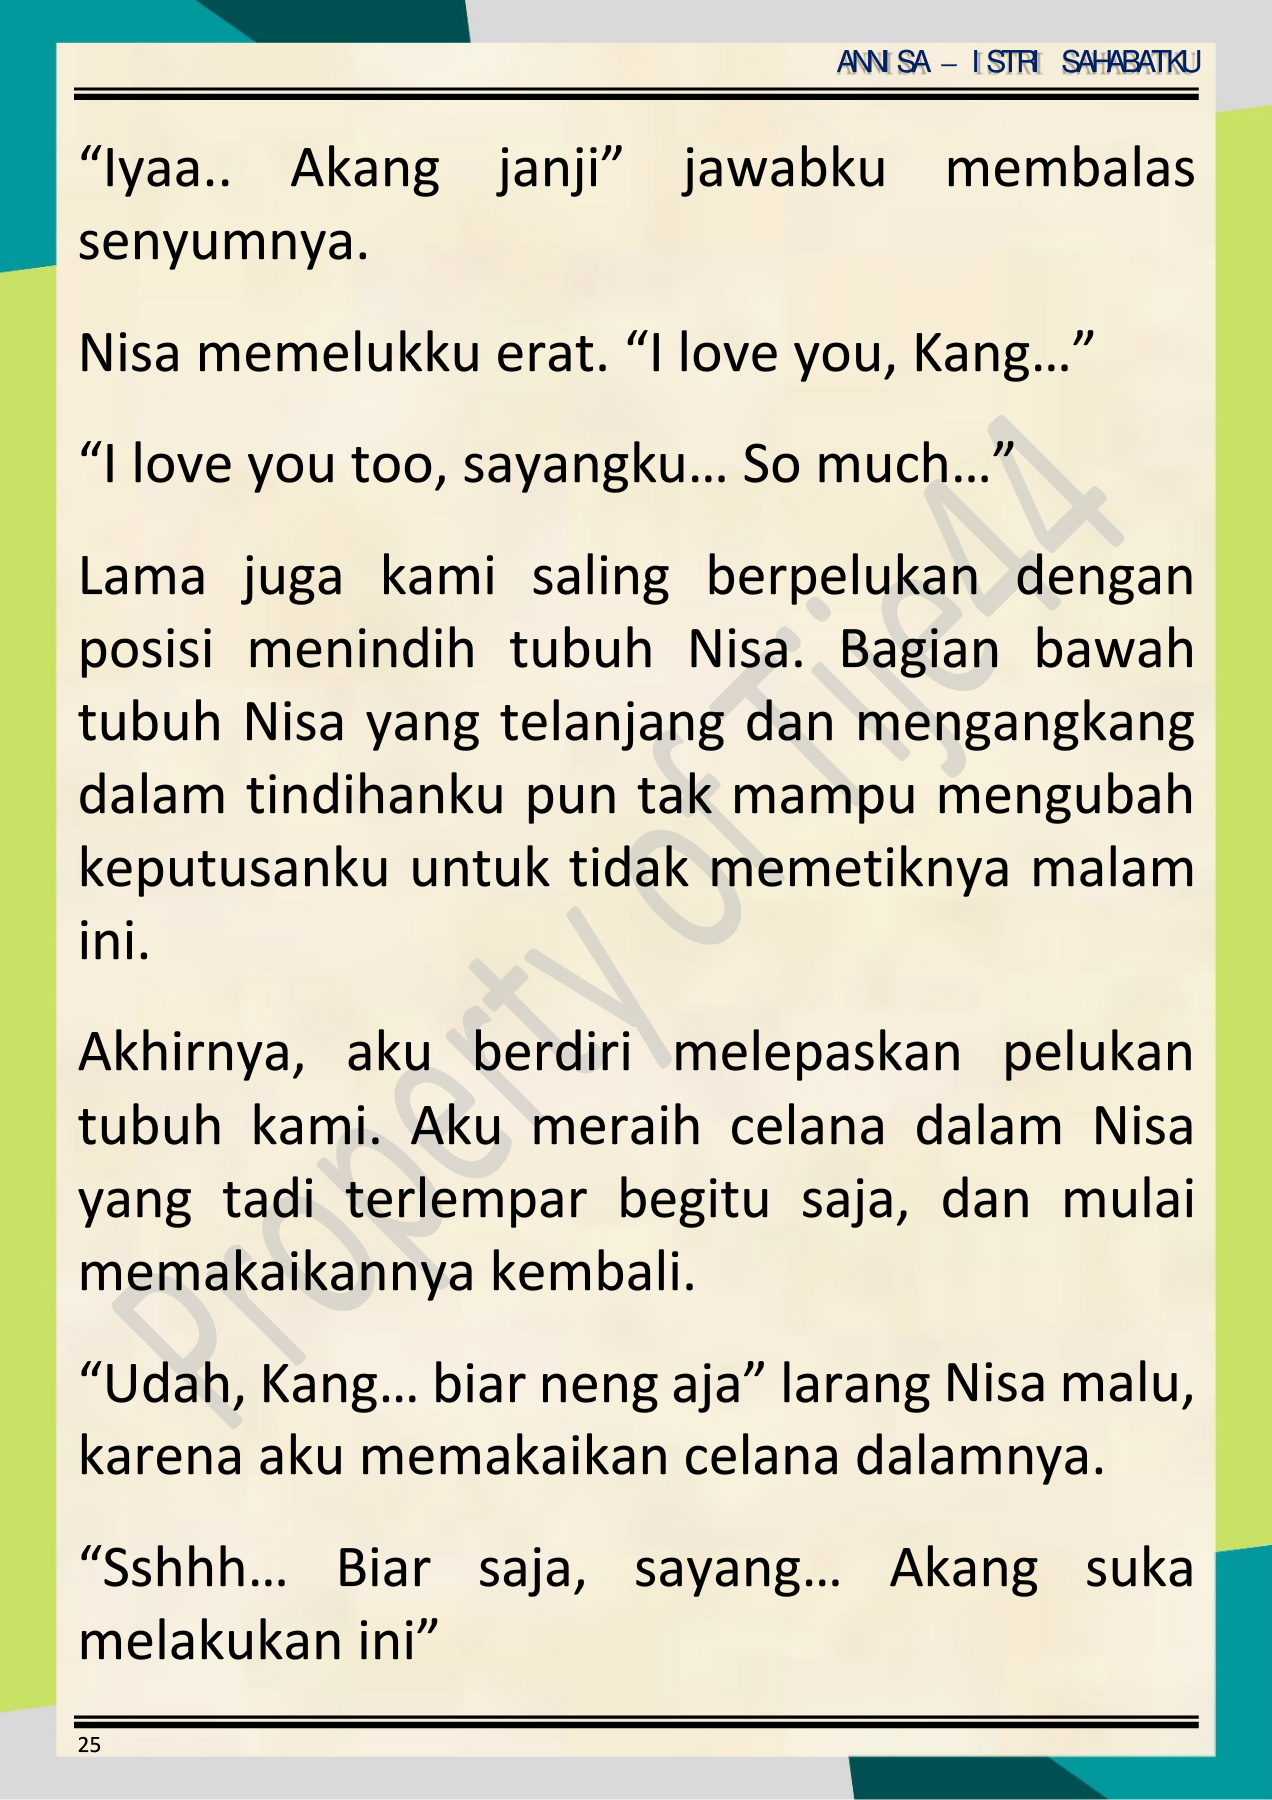 ANNISA – ISTRI SAHABATKU
“Iyaa.. Akang janji” jawabku membalas
senyumnya.
Nisa memelukku erat. “I love you, Kang…”
“I love you too, sayangku… So much…”
Lama juga kami saling berpelukan dengan
posisi menindih tubuh Nisa. Bagian bawah
tubuh Nisa yang telanjang dan mengangkang
dalam tindihanku pun tak mampu mengubah
keputusanku untuk tidak memetiknya malam
ini.
Akhirnya, aku berdiri melepaskan pelukan
tubuh kami. Aku meraih celana dalam Nisa
yang tadi terlempar begitu saja, dan mulai
memakaikannya kembali.
“Udah, Kang… biar neng aja” larang Nisa malu,
karena aku memakaikan celana dalamnya.
“Sshhh… Biar saja, sayang… Akang suka
melakukan ini”
25
Property of Tije44